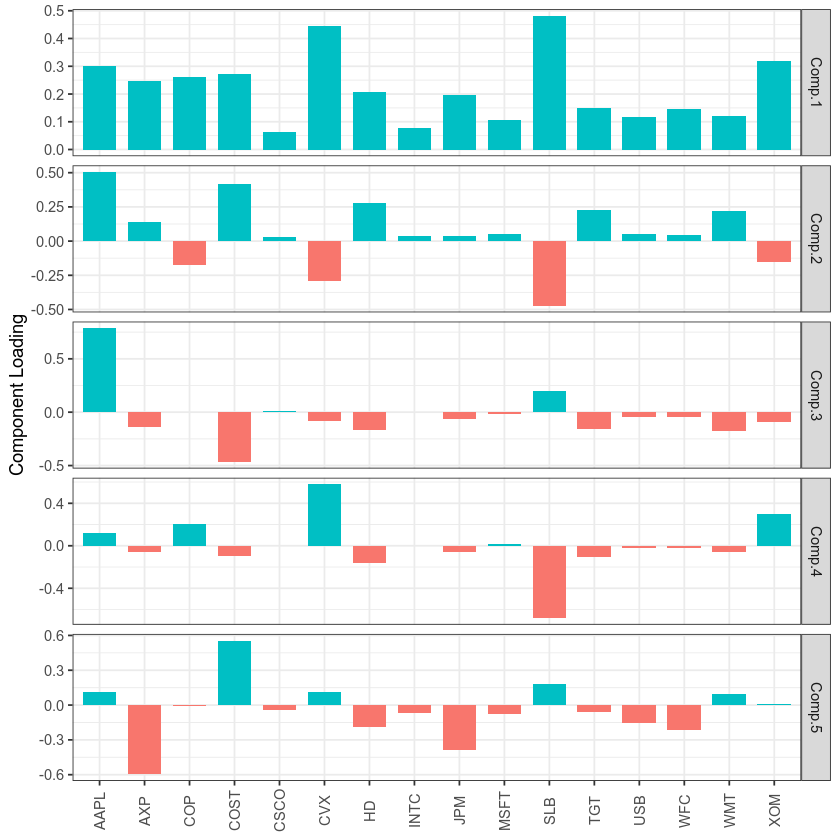 Component Loading
0.5
0.4
0.3
0.2
0.1
0.0
Comp.1
0.50
0.25
0.00
-0.25
-0.50
Comp.2
0.5
0.0
-0.5
Comp.3
0.4
0.0
-0.4
Comp.4
0.6
0.3
0.0
-0.3
-0.6
Comp.5
AAPL
AXP
COP
COST
CSCO
CVX
HD
INTC
JPM
MSFT
SLB
TGT
USB
WFC
WMT
XOM